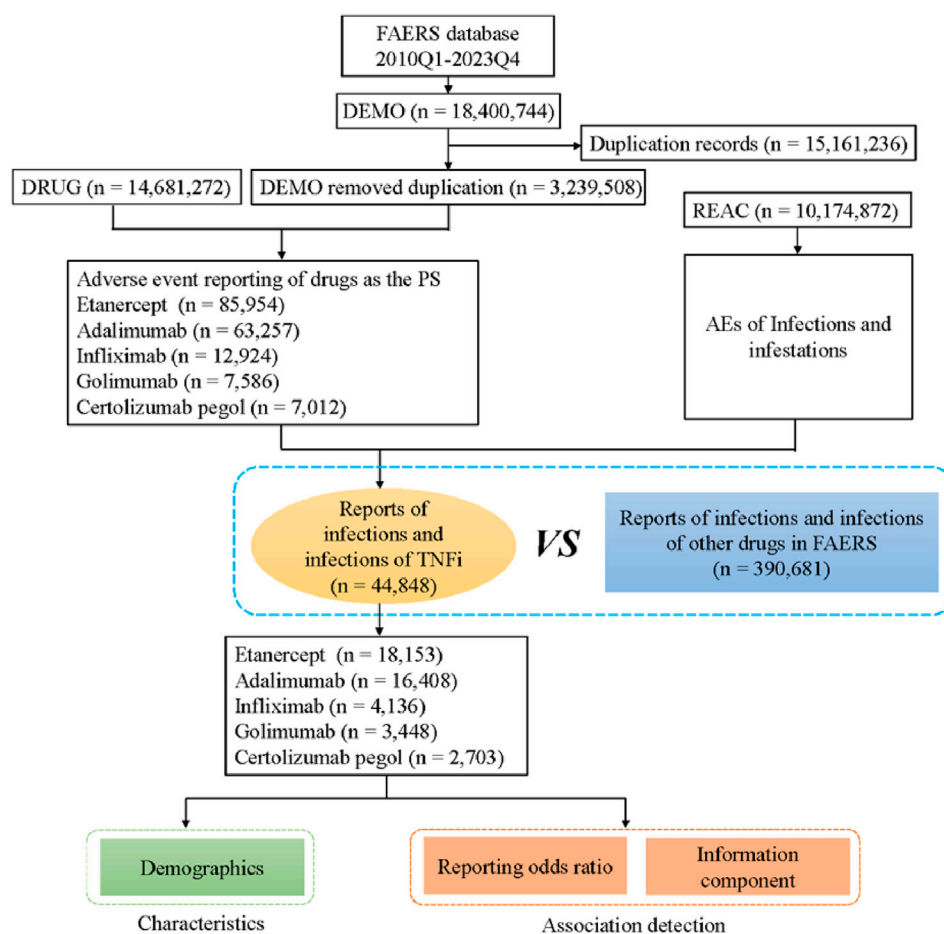 FAERS database
2010Q1-2023Q4
DEMO (n = 18,400,744)
Duplication records (n = 15,161,236)
DRUG (n = 14,681,272)
DEMO removed duplication (n = 3,239,508)
REAC (n = 10,174,872)
Adverse event reporting of drugs as the PS
Etanercept (n = 85,954)
Adalimumab (n = 63,257)
Infliximab (n = 12,924)
Golimumab (n = 7,586)
Certolizumab pegol (n = 7,012)
AEs of Infections and
infestations
Reports of
infections and
infections of TNFi
(n = 44,848)
VS
Reports of infections and infections
of other drugs in FAERS
(n = 390,681)
Etanercept (n = 18,153)
Adalimumab (n = 16,408)
Infliximab (n = 4,136)
Golimumab (n = 3,448)
Certolizumab pegol (n = 2,703)
Demographics
Characteristics
Reporting odds ratio
Information
component
Association detection